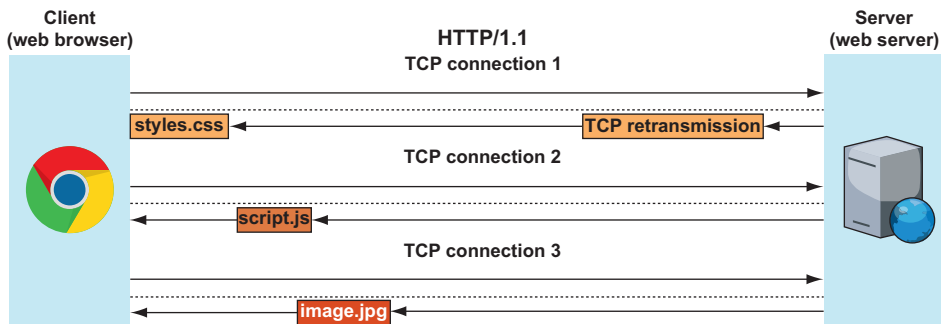 Client
(web browser)
HTTP/1.1
Server
(web server)
TCP connection 1
styles.css
TCP retransmission
TCP connection 2
script.js
TCP connection 3
image.jpg